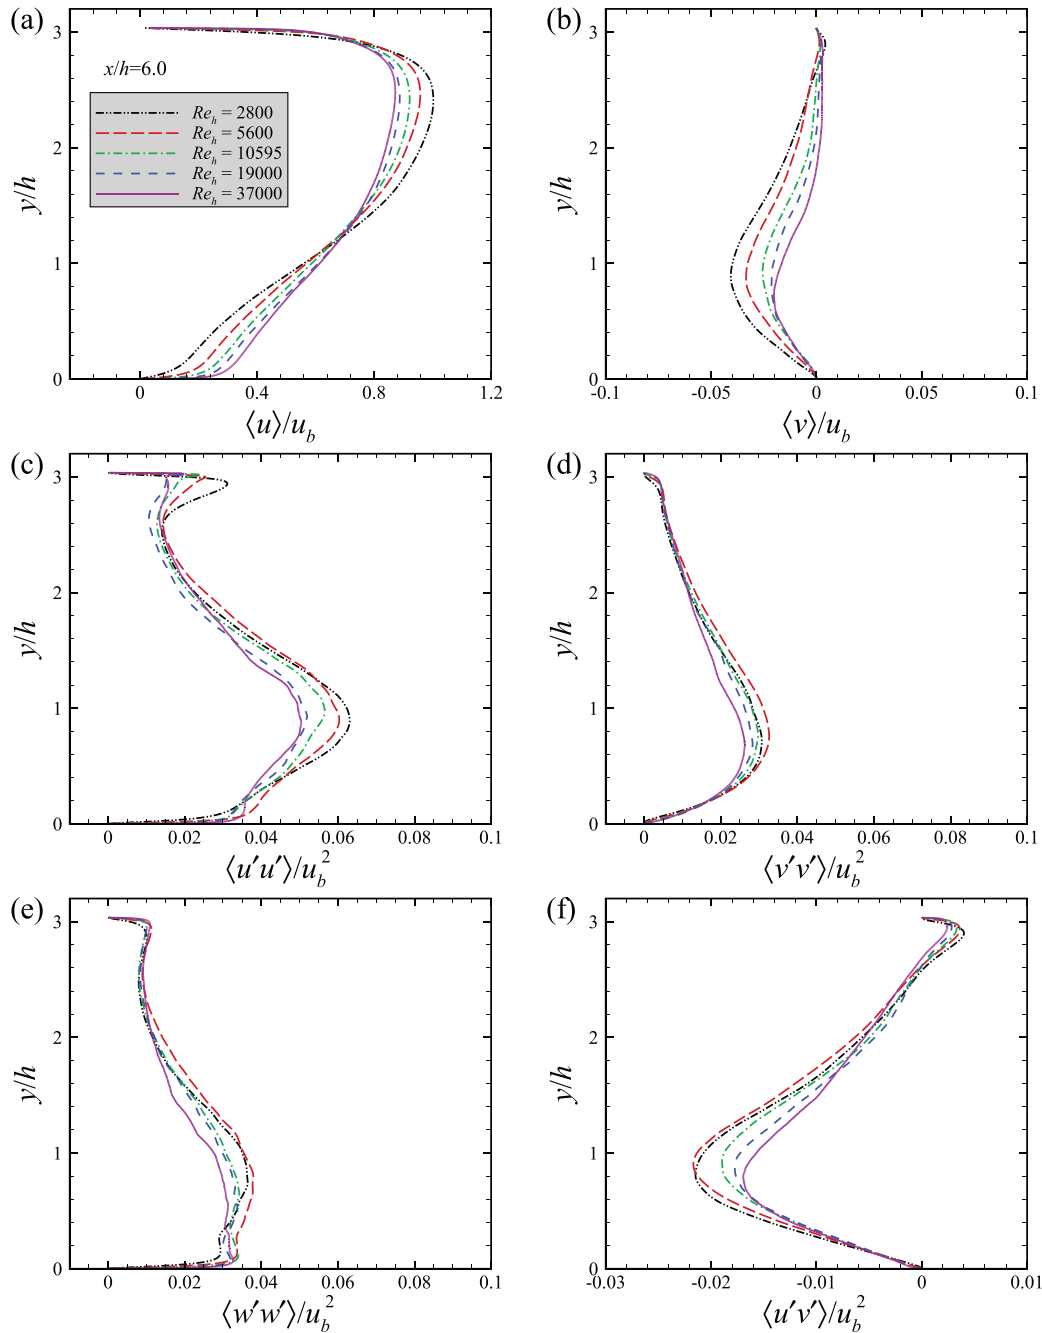 (a)
3
2
1
0
y/h
x/h=6.0
Re_h = 2800
Re_h = 5600
Re_h = 10595
Re_h = 19000
Re_h = 37000
0 0.4 0.8 1.2
⟨u⟩/u_b
(b)
3
2
1
0
y/h
-0.1 -0.05 0 0.05 0.1
⟨v⟩/u_b
(c)
3
2
1
0
y/h
0 0.02 0.04 0.06 0.08 0.1
⟨u′u′⟩/u_b^2
(d)
3
2
1
0
y/h
0 0.02 0.04 0.06 0.08 0.1
⟨v′v′⟩/u_b^2
(e)
3
2
1
0
y/h
0 0.02 0.04 0.06 0.08 0.1
⟨w′w′⟩/u_b^2
(f)
3
2
1
0
y/h
-0.03 -0.02 -0.01 0 0.01
⟨u′v′⟩/u_b^2